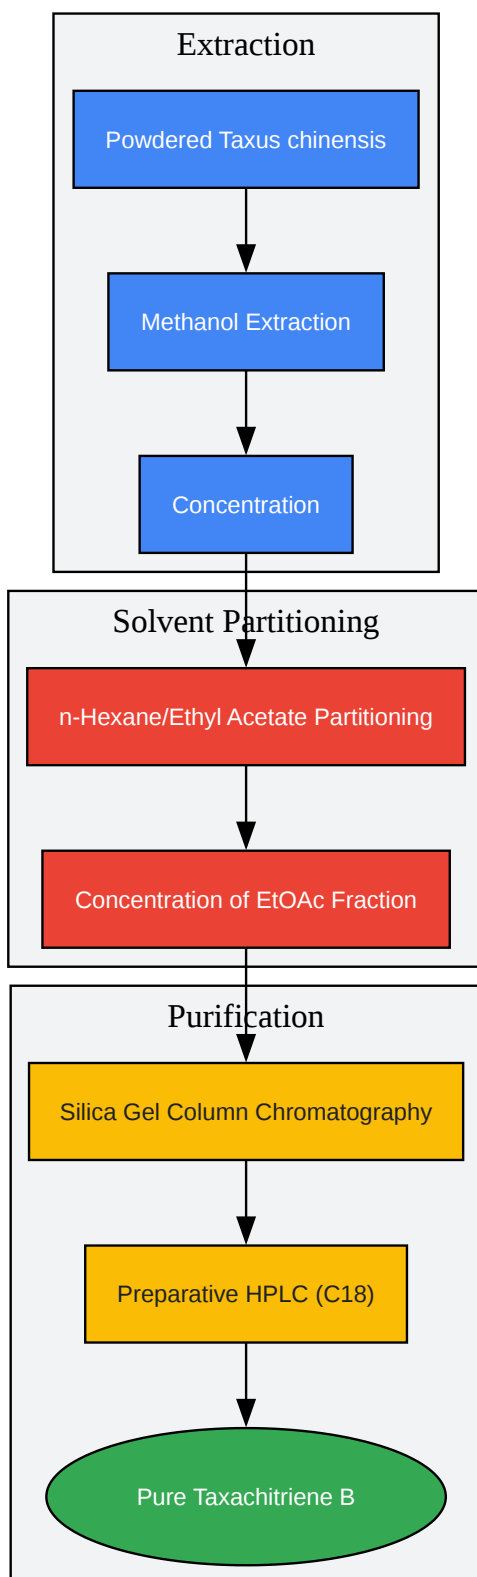 Extraction
Powdered Taxus chinensis
Methanol Extraction
Concentration
Solvent Partitioning
n-Hexane/Ethyl Acetate Partitioning
Concentration of EtOAc Fraction
Purification
Silica Gel Column Chromatography
Preparative HPLC (C18)
Pure Taxachitriene B